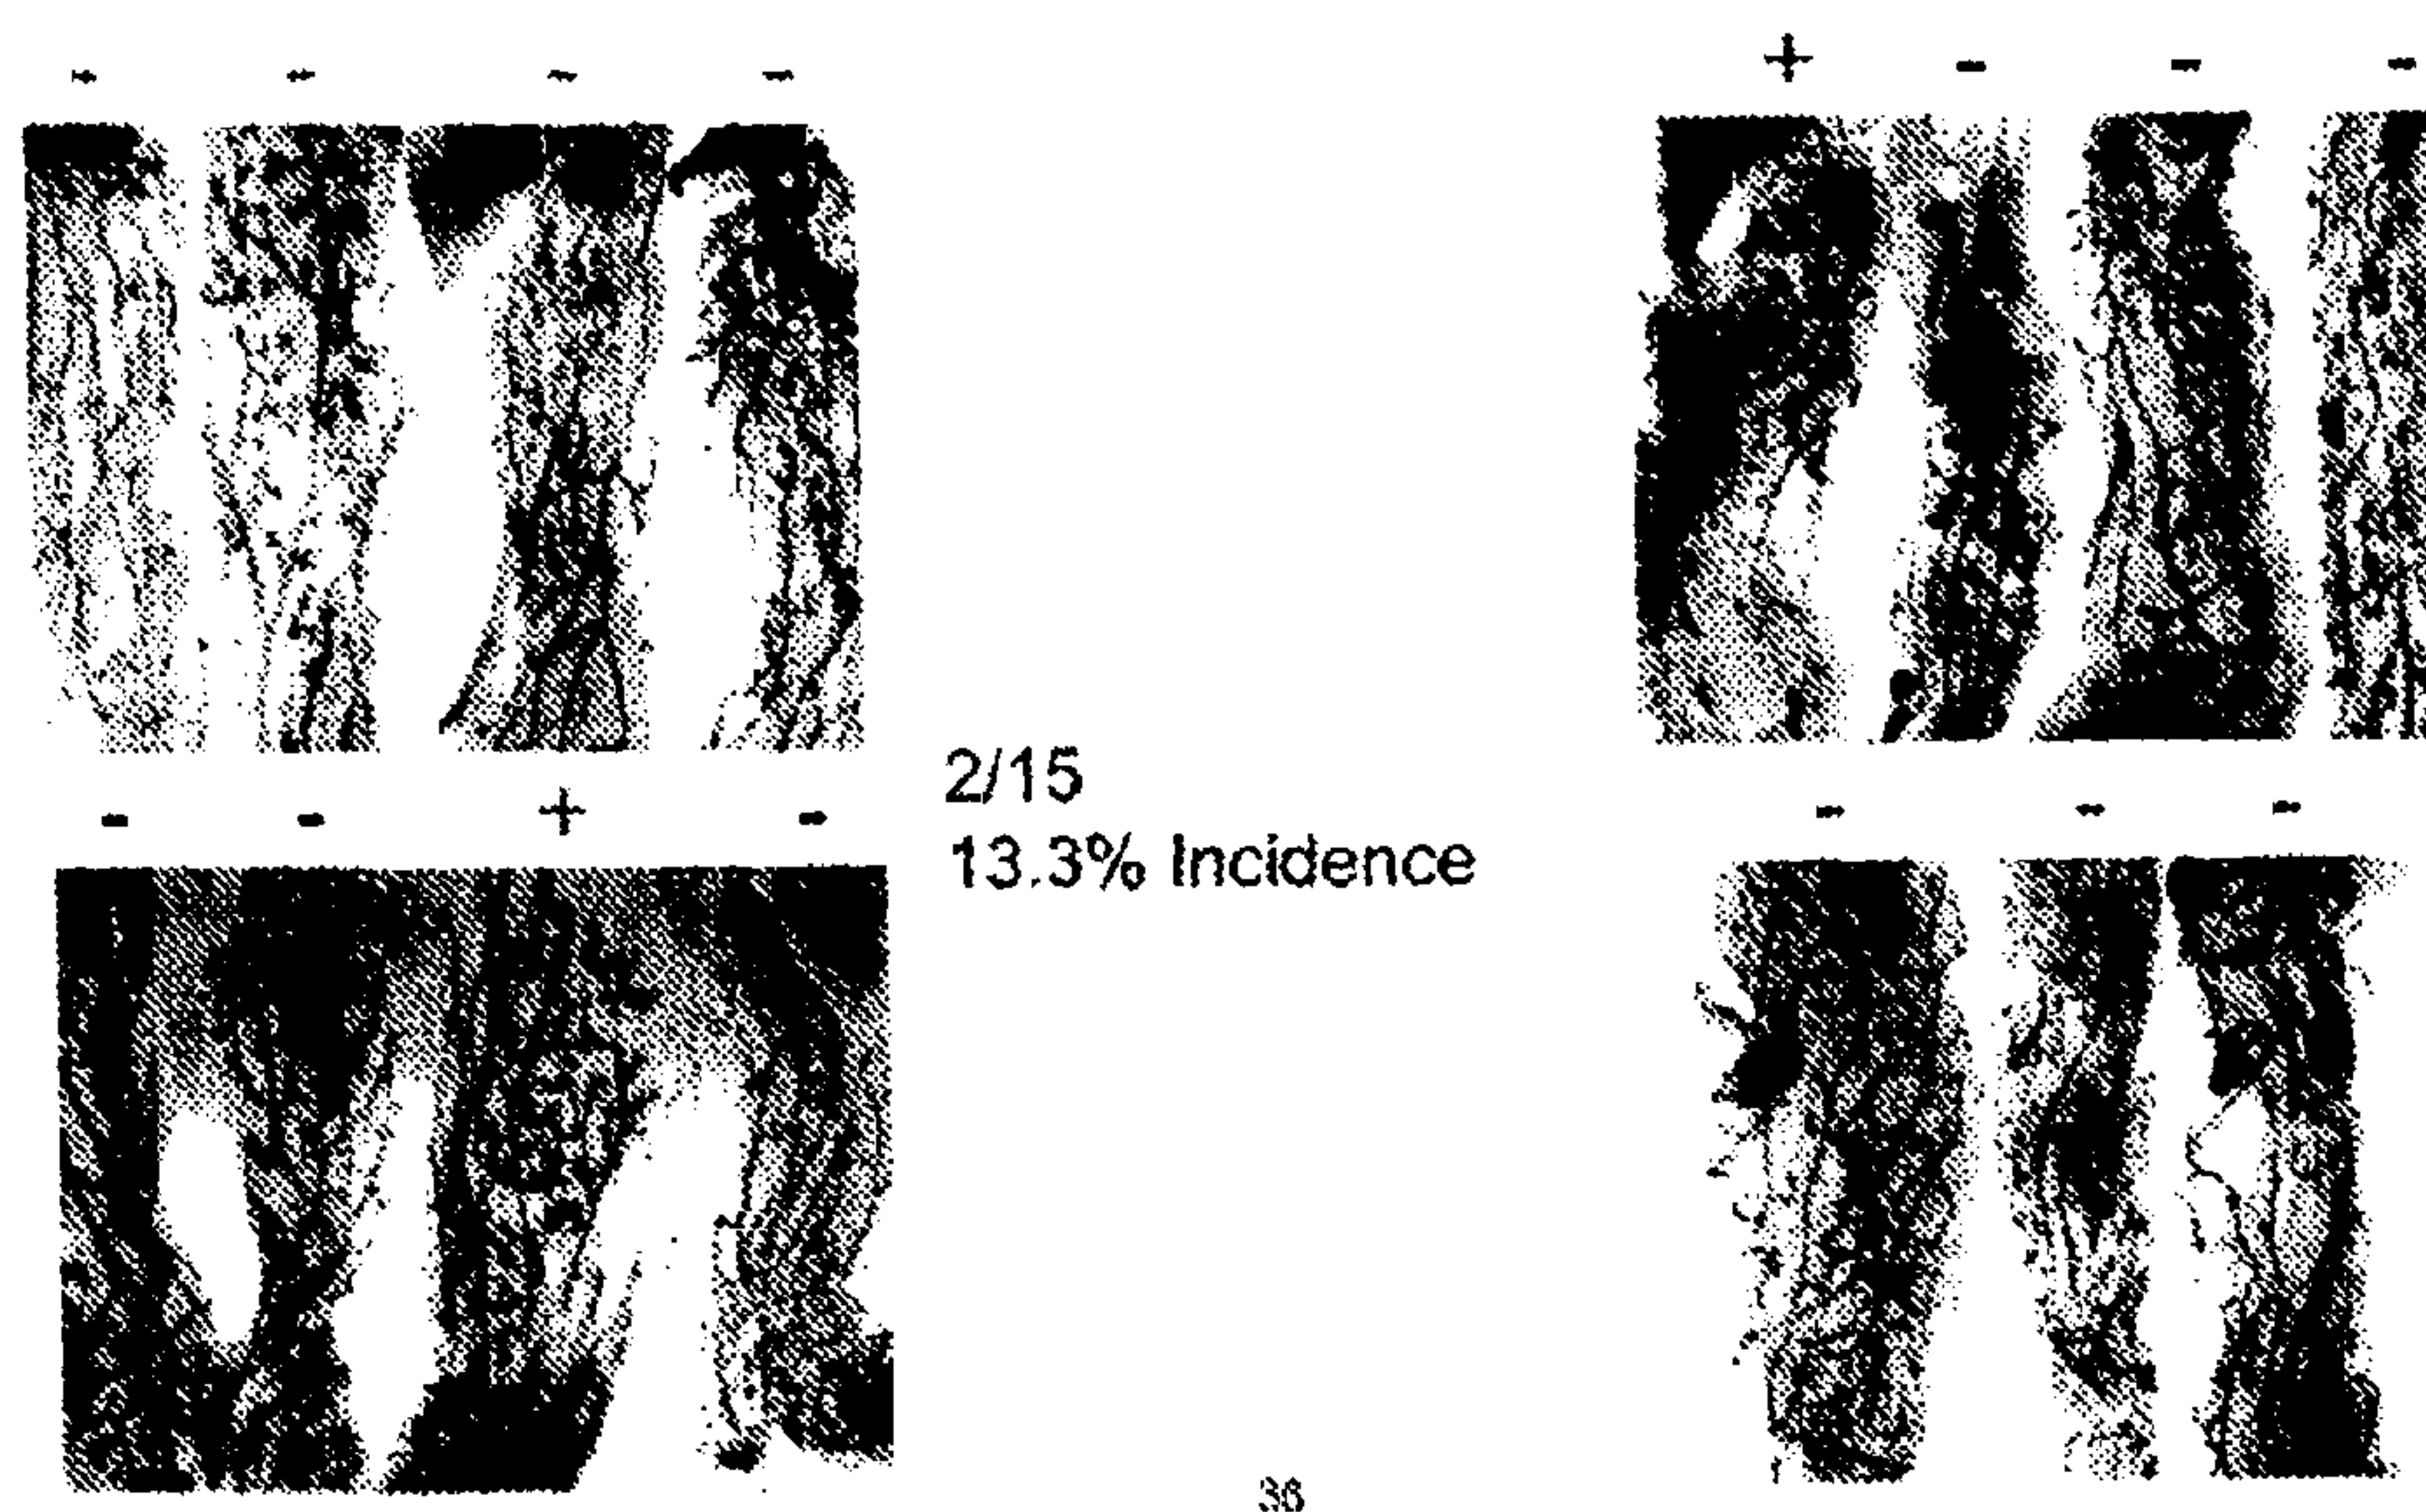 - - - -
+ - - -
2/15
13.3% Incidence
- - + -
- - -
36